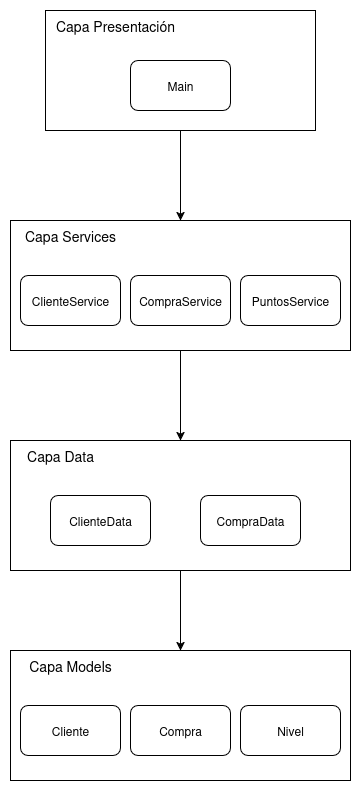 Capa Presentación
Main
Capa Services
ClienteService
CompraService
PuntosService
Capa Data
ClienteData
CompraData
Capa Models
Cliente
Compra
Nivel